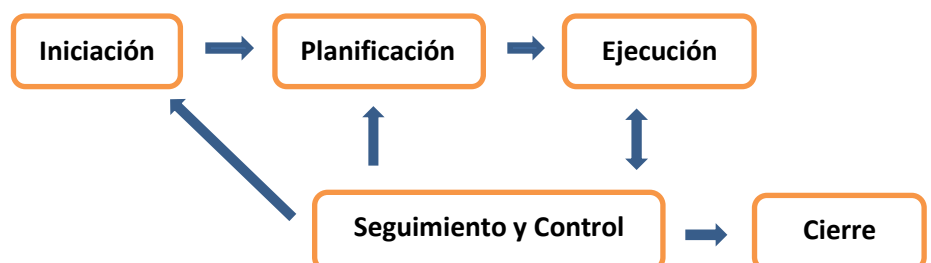 Iniciación
Planificación
Ejecución
Seguimiento y Control
Cierre